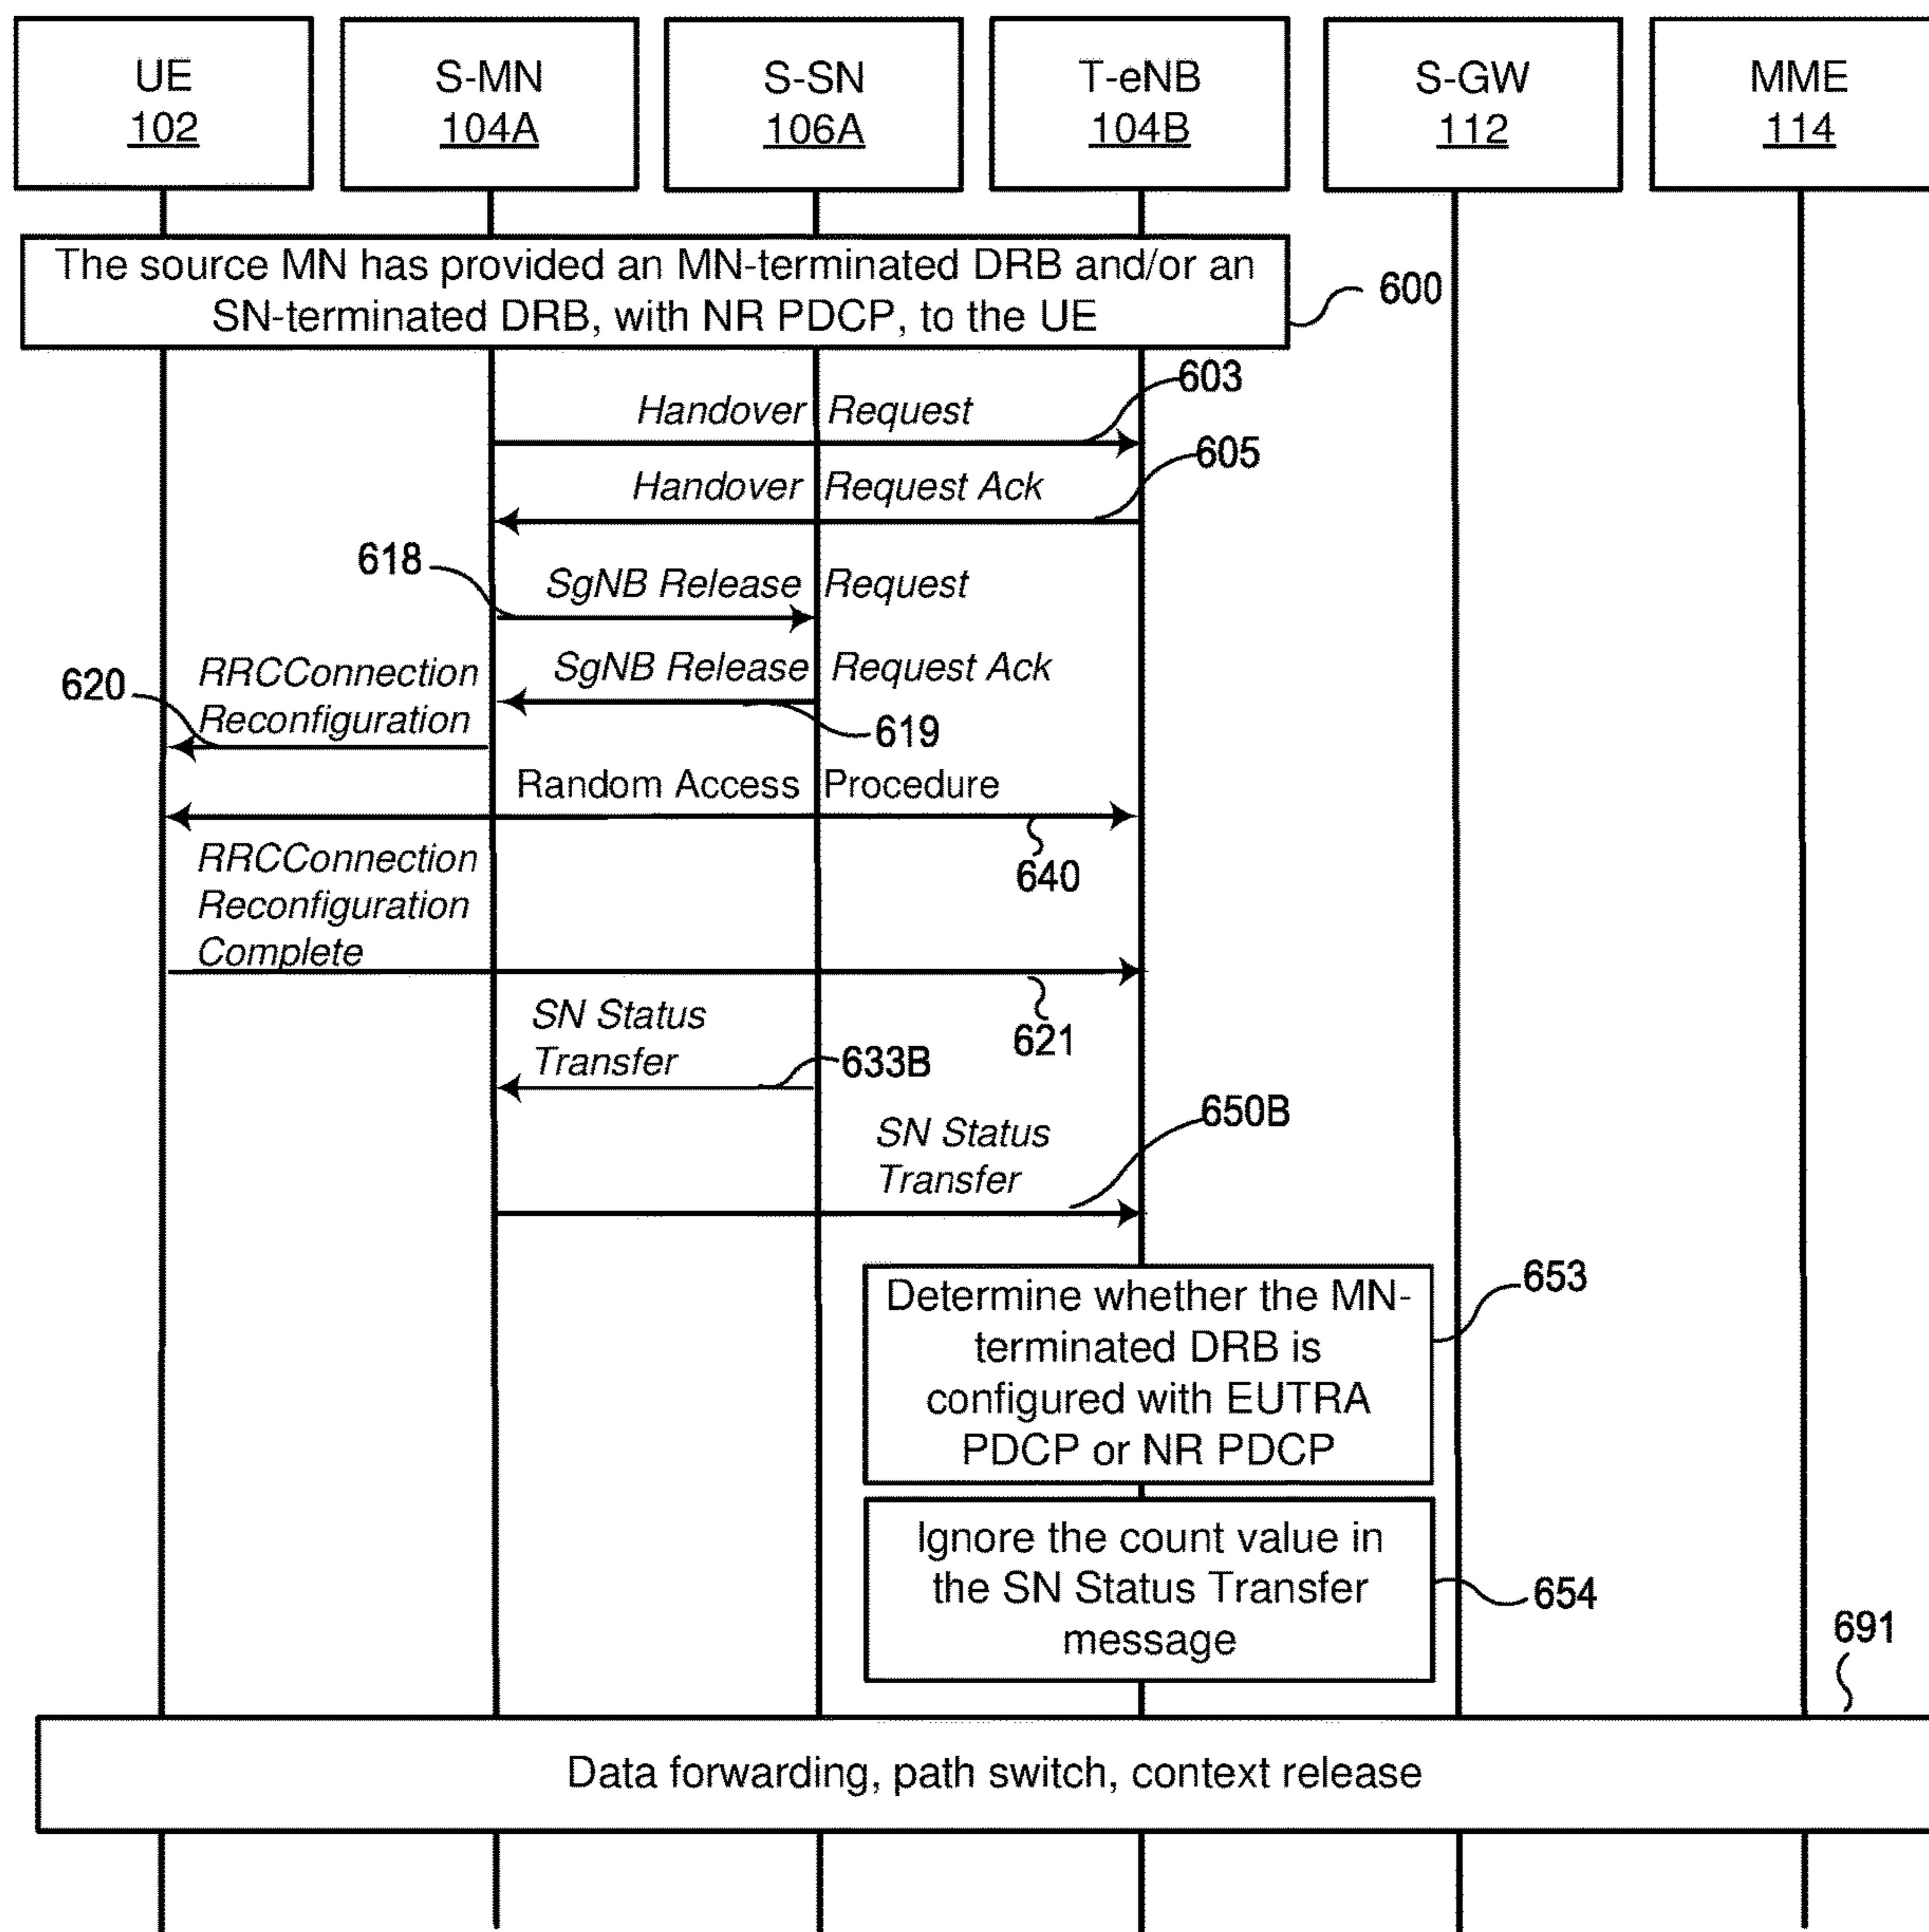 UE
102
S-MN
104A
S-SN
106A
T-eNB
104B
S-GW
112
MME
114
The source MN has provided an MN-terminated DRB and/or an
SN-terminated DRB, with NR PDCP, to the UE
600
603
Handover Request
605
Handover Request Ack
618
SgNB Release Request
620
RRCConnection
Reconfiguration
SgNB Release Request Ack
619
Random Access Procedure
640
RRCConnection
Reconfiguration
Complete
621
SN Status
Transfer
633B
650B
SN Status
Transfer
653
Determine whether the MN-
terminated DRB is
configured with EUTRA
PDCP or NR PDCP
Ignore the count value in
the SN Status Transfer
message
654
691
Data forwarding, path switch, context release